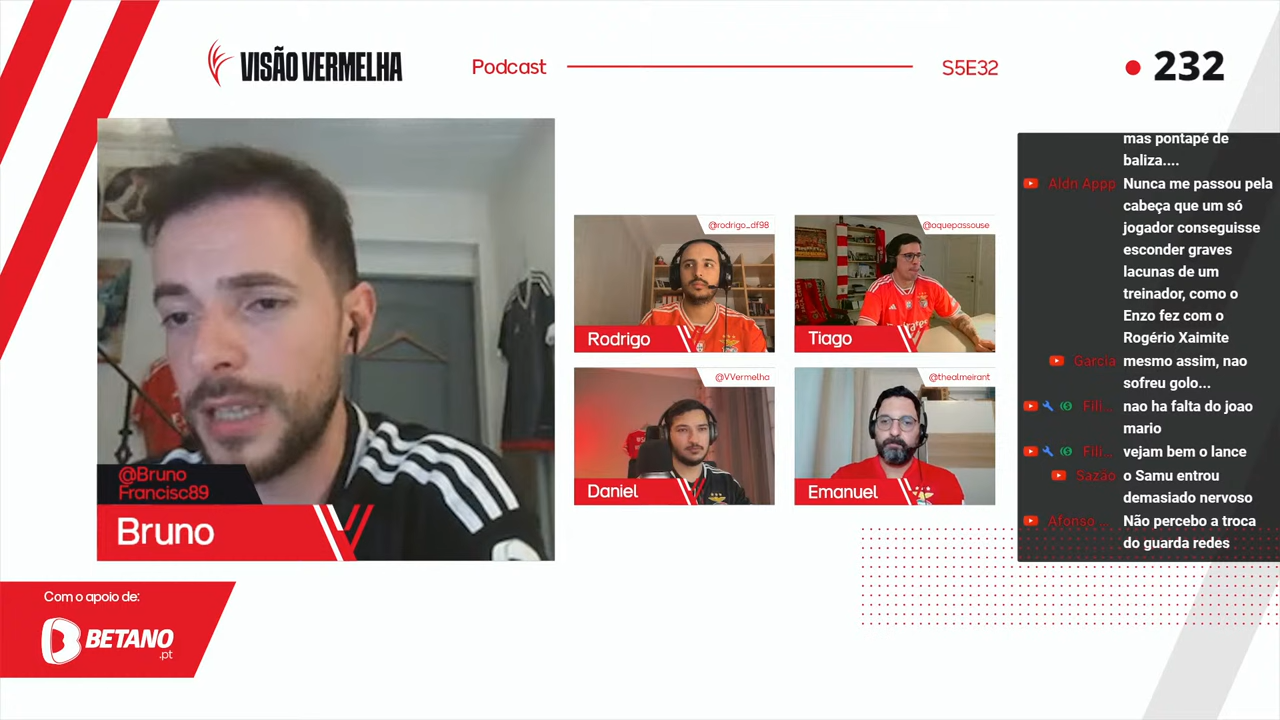 VISÃO VERMELHA
Podcast
S5E32
232
@Bruno
Francisc89
Bruno
@rodrigo_df98
Rodrigo
@oquepassouse
Tiago
@VVermelha
Daniel
@thealmeirant
Emanuel
mas pontapé de
baliza....
Aldn Appp Nunca me passou pela
cabeça que um só
jogador conseguisse
esconder graves
lacunas de um
treinador, como o
Enzo fez com o
Rogério Xaimite
Garcia mesmo assim, nao
sofreu golo...
Fili... nao ha falta do joao
mario
Fili... vejam bem o lance
Sazao o Samu entrou
demasiado nervoso
Afonso ... Não percebo a troca
do guarda redes
Com o apoio de:
BETANO
.pt